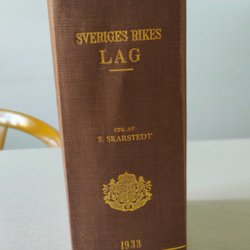 SVERIGES RIKES
LAG
UTG. AV
S. SKARSTEDT
1933